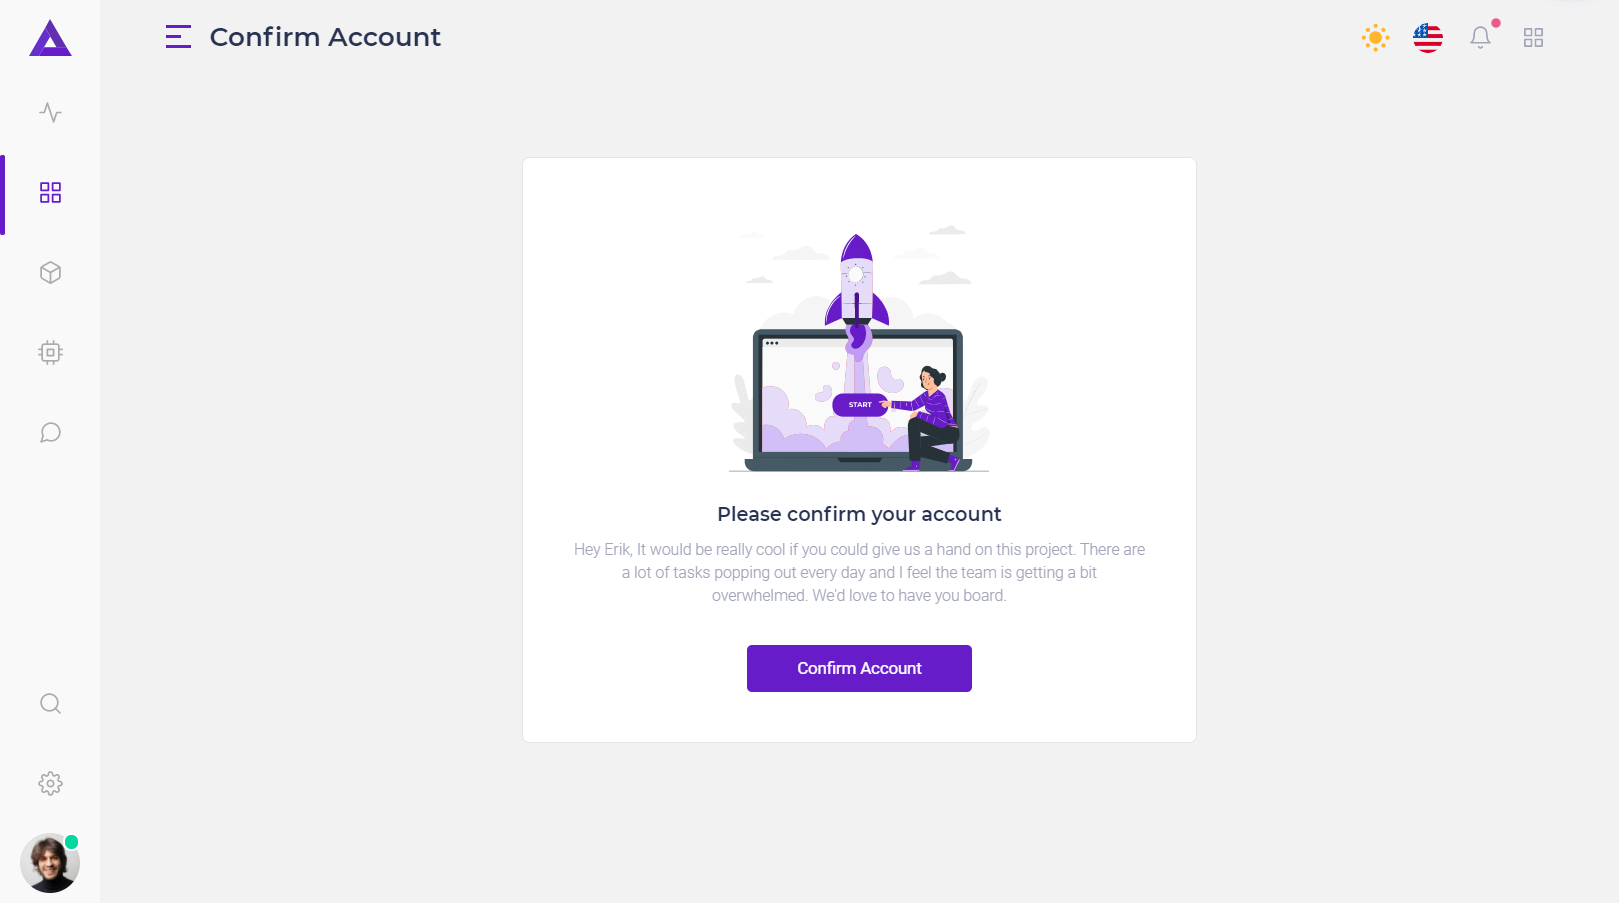 Confirm Account
START
Please confirm your account
Hey Erik, It would be really cool if you could give us a hand on this project. There are
a lot of tasks popping out every day and I feel the team is getting a bit
overwhelmed. We'd love to have you board.
Confirm Account